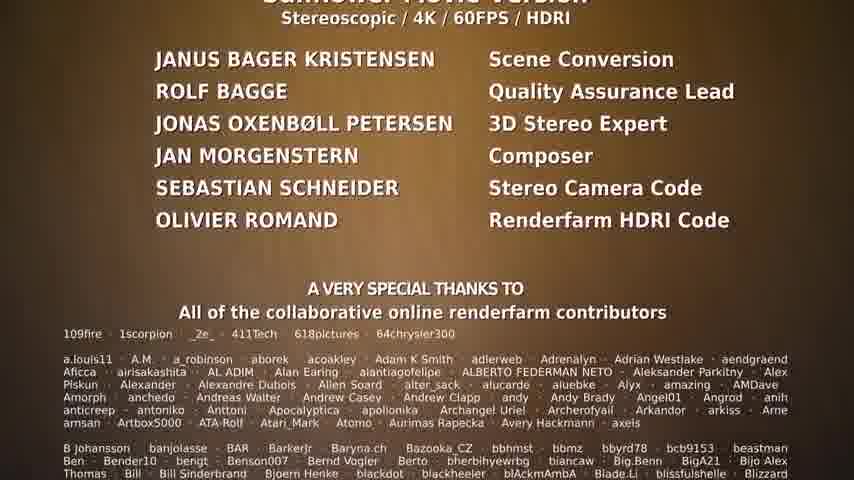 Sunflower Movie Version
Stereoscopic / 4K / 60FPS / HDRI
JANUS BAGER KRISTENSEN Scene Conversion
ROLF BAGGE Quality Assurance Lead
JONAS OXENBØLL PETERSEN 3D Stereo Expert
JAN MORGENSTERN Composer
SEBASTIAN SCHNEIDER Stereo Camera Code
OLIVIER ROMAND Renderfarm HDRI Code
A VERY SPECIAL THANKS TO
All of the collaborative online renderfarm contributors
109fire · 1scorpion · _2e_ · 411Tech · 618pictures · 64chrysler300
a.louis11 · A.M. · a_robinson · aborek · acoakley · Adam K Smith · adlerweb · Adrenalyn · Adrian Westlake · aendgraend
Aficca · airisakashita · AL ADIM · Alan Earing · alantiagofelipe · ALBERTO FEDERMAN NETO · Aleksander Parkitny · Alex
Piskun · Alexander · Alexandre Dubois · Allen Soard · alter_sack · alucardo · aluebke · Alyx · amazing · AMDave
Amorph · anchedo · Andreas Walter · Andrew Casey · Andrew Clapp · andy · Andy Brady · Angel01 · Angrod · anih
anticreep · antoniko · Anttoni · Apocalyptica · apolionika · Archangel Uriel · Archerofaail · Arkandor · arkiss · Arne
arnsan · Artbox5000 · ATA-Rolf · Atari_Mark · Atomo · Aurimas Rapecka · Avery Hackmann · axeis
B Johansson · banjolasse · BAR · BarkerJr · Baryna.ch · Bazooka_CZ · bbhmst · bbmz · bbyrd78 · bcb9153 · beastman
Ben · Bender10 · bengt · Benson007 · Bernd Vogler · Berto · bherbihyewrbg · biancaw · Big.Benn · BigA21 · Bijo Alex
Thomas · Bill · Bill Sinderbrand · Bjoern Henke · blackdot · blackheeler · blAckmAmbA · Blade.Li · blissfulshelle · Blizzard